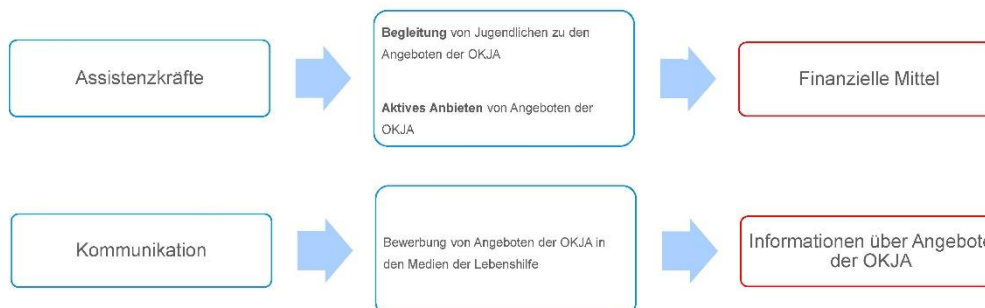 Assistenzkräfte
Begleitung von Jugendlichen zu den
Angeboten der OKJA
Aktives Anbieten von Angeboten der
OKJA
Finanzielle Mittel
Kommunikation
Bewerbung von Angeboten der OKJA in
den Medien der Lebenshilfe
Informationen über Angebote
der OKJA